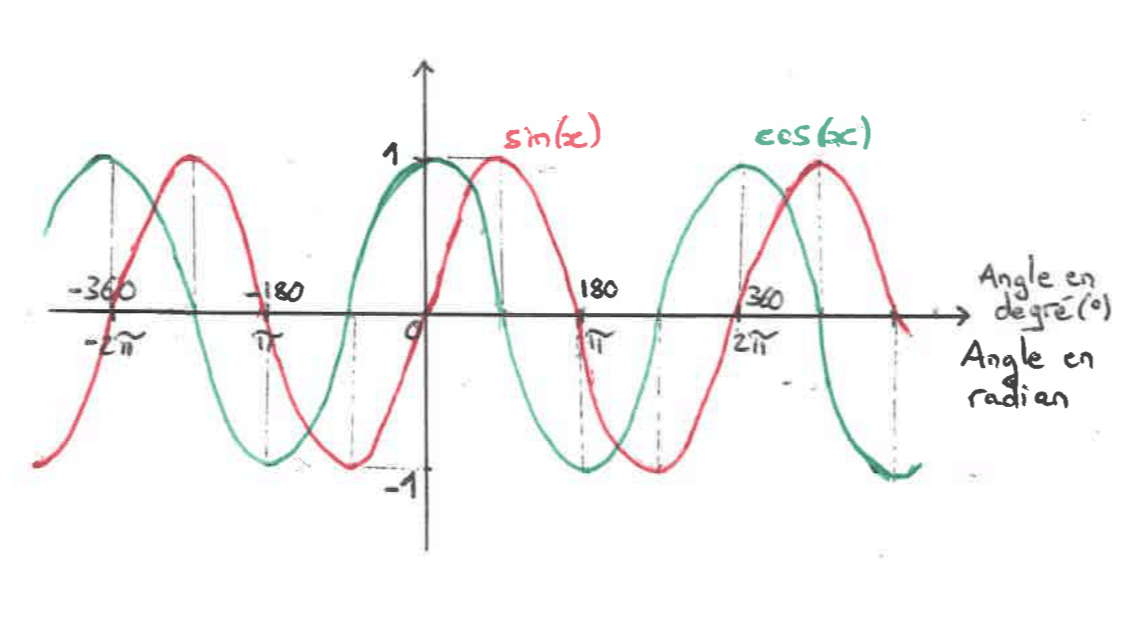 sin(x)
cos(x)
1
-360
-180
180
360
Angle en
degré(°)
0
-2π
π
π
2π
Angle en
radian
-1